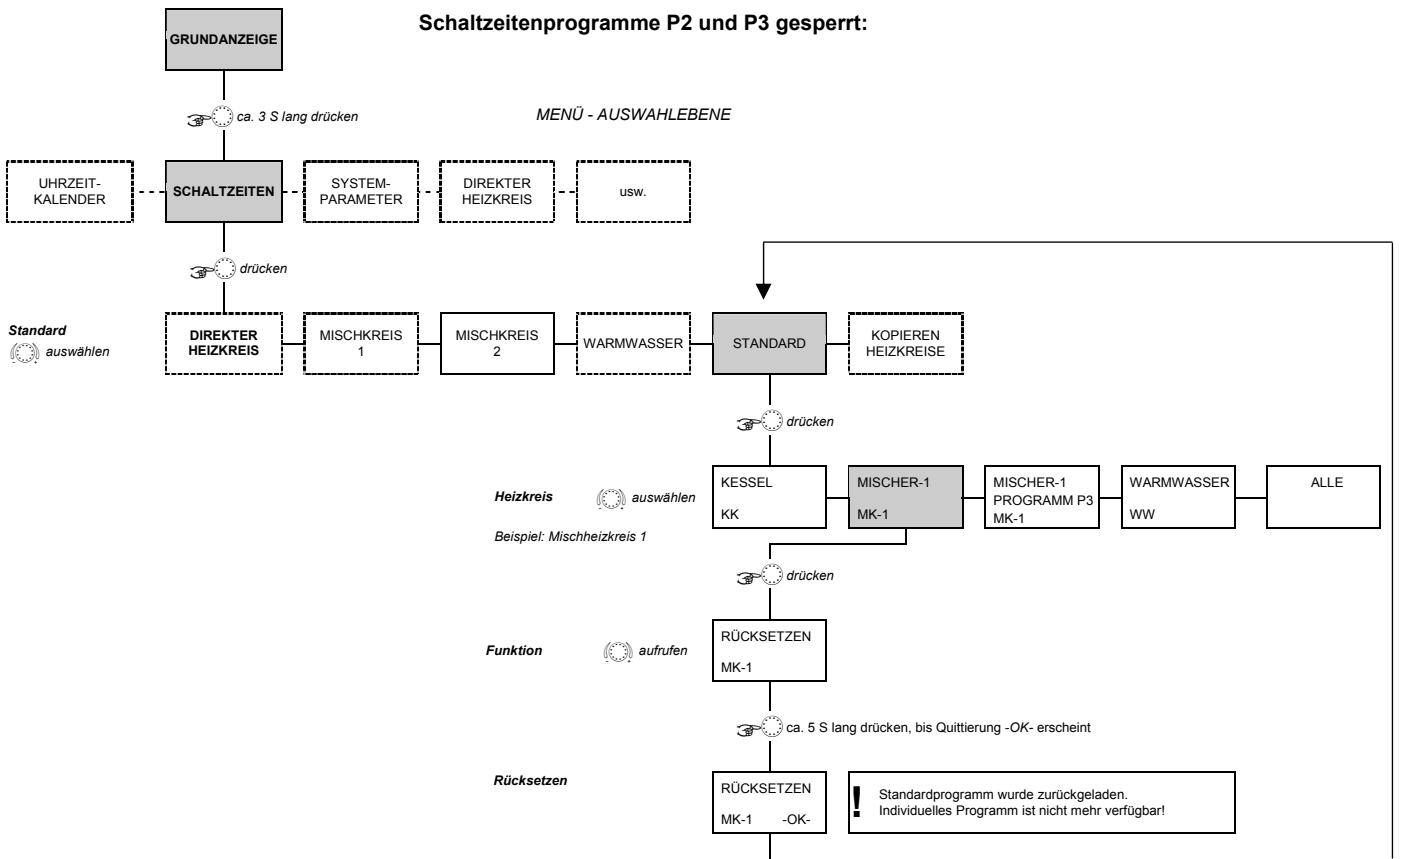 Schaltzeitenprogramme P2 und P3 gesperrt:
GRUNDANZEIGE
ca. 3 S lang drücken
MENÜ - AUSWAHLEBENE
UHRZEIT-
KALENDER
SCHALTZEITEN
SYSTEM-
PARAMETER
DIREKTER
HEIZKREIS
usw.
drücken
Standard
auswählen
DIREKTER
HEIZKREIS
MISCHKREIS
1
MISCHKREIS
2
WARMWASSER
STANDARD
KOPIEREN
HEIZKREISE
drücken
Heizkreis auswählen
Beispiel: Mischheizkreis 1
KESSEL
KK
MISCHER-1
MK-1
MISCHER-1
PROGRAMM P3
MK-1
WARMWASSER
WW
ALLE
drücken
Funktion aufrufen
RÜCKSETZEN
MK-1
ca. 5 S lang drücken, bis Quittierung -OK- erscheint
Rücksetzen
RÜCKSETZEN
MK-1 -OK-
! Standardprogramm wurde zurückgeladen.
Individuelles Programm ist nicht mehr verfügbar!